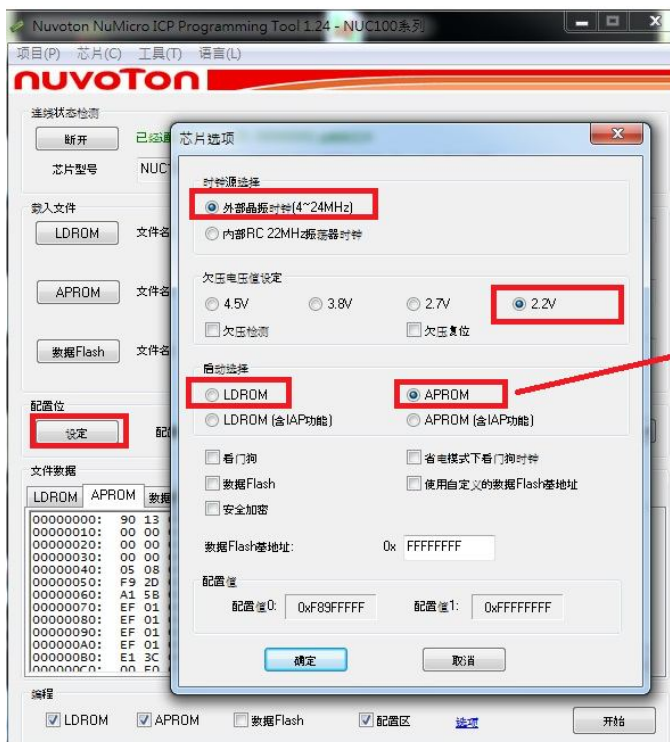 Nuvoton NuMicro ICP Programming Tool 1.24 - NUC100系列
项目(P) 芯片(C) 工具(T) 语言(L)
nuvoTon
连线状态检测
断开 已经
芯片型号 NUC
载入文件
LDROM 文件名
APROM 文件名
数据Flash 文件名
配置位
设定
文件数据
LDROM APROM 数据
00000000: 90 13
00000010: 00 00
00000020: 00 00
00000030: 00 00
00000040: 05 08
00000050: F9 2D
00000060: A1 5B
00000070: EF 01
00000080: EF 01
00000090: EF 01
000000A0: EF 01
000000B0: E1 3C
000000C0: 00 F0
编程
LDROM APROM 数据Flash 配置区 选项 开始
芯片选项
时钟源选择
外部晶振时钟(4~24MHz)
内部RC 22MHz振荡器时钟
欠压电压值设定
4.5V 3.8V 2.7V 2.2V
欠压检测 欠压复位
启动选择
LDROM APROM
LDROM (含IAP功能) APROM (含IAP功能)
看门狗 省电模式下看门狗时钟
数据Flash 使用自定义的数据Flash基地址
安全加密
数据Flash基地址: 0x FFFFFFFF
配置值
配置值0: 0xF89FFFFF 配置值1: 0xFFFFFFFF
确定 取消